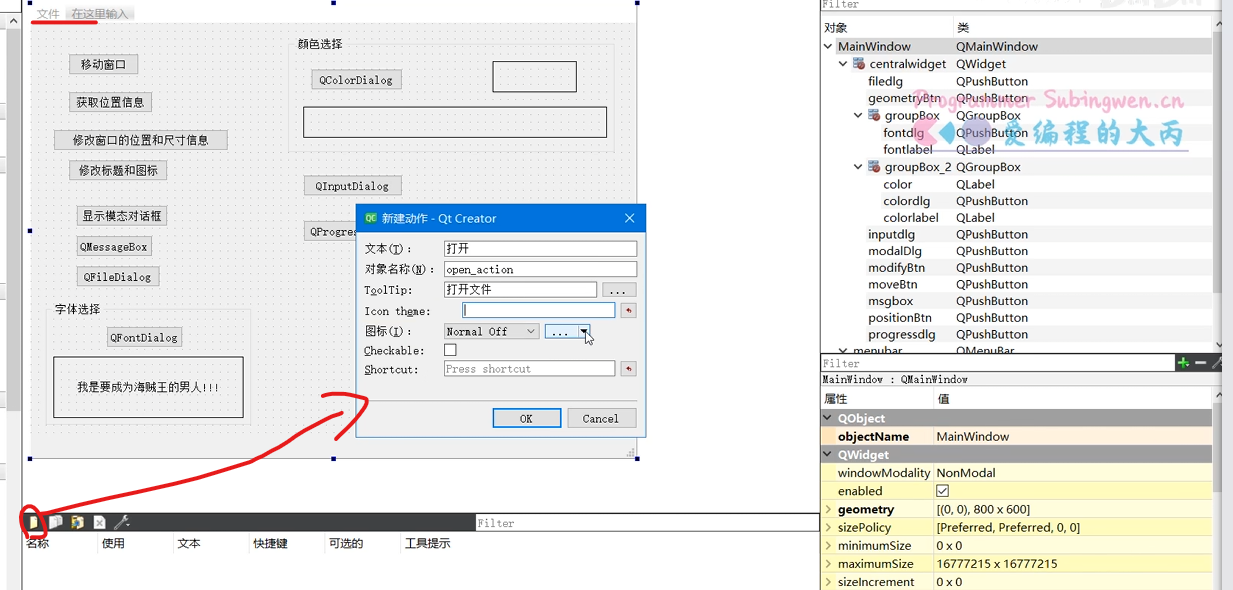 文件 在这里输入
移动窗口
获取位置信息
修改窗口的位置和尺寸信息
修改标题和图标
显示模态对话框
QMessageBox
QFileDialog
字体选择
QFontDialog
我是要成为海贼王的男人!!!
颜色选择
QColorDialog
QInputDialog
QProgres
新建动作 - Qt Creator
文本(T):
打开
对象名称(N):
open_action
ToolTip:
打开文件
...
Icon theme:
图标(I):
Normal Off
...
Checkable:
Shortcut:
Press shortcut
OK
Cancel
Filter
名称 使用 文本 快捷键 可选的 工具提示
Filter
对象 类
MainWindow QMainWindow
centralwidget QWidget
filedlg QPushButton
geometryBtn QPushButton
Programmer Subingwen.cn
groupBox QGroupBox
爱编程的大丙
fontdlg QPushButton
fontlabel QLabel
groupBox_2 QGroupBox
color QLabel
colordlg QPushButton
colorlabel QLabel
inputdlg QPushButton
modalDlg QPushButton
modifyBtn QPushButton
moveBtn QPushButton
msgbox QPushButton
positionBtn QPushButton
progressdlg QPushButton
menubar QMenuBar
Filter
MainWindow : QMainWindow
属性 值
QObject
objectName MainWindow
QWidget
windowModality NonModal
enabled
geometry [(0, 0), 800 x 600]
sizePolicy [Preferred, Preferred, 0, 0]
minimumSize 0 x 0
maximumSize 16777215 x 16777215
sizeIncrement 0 x 0